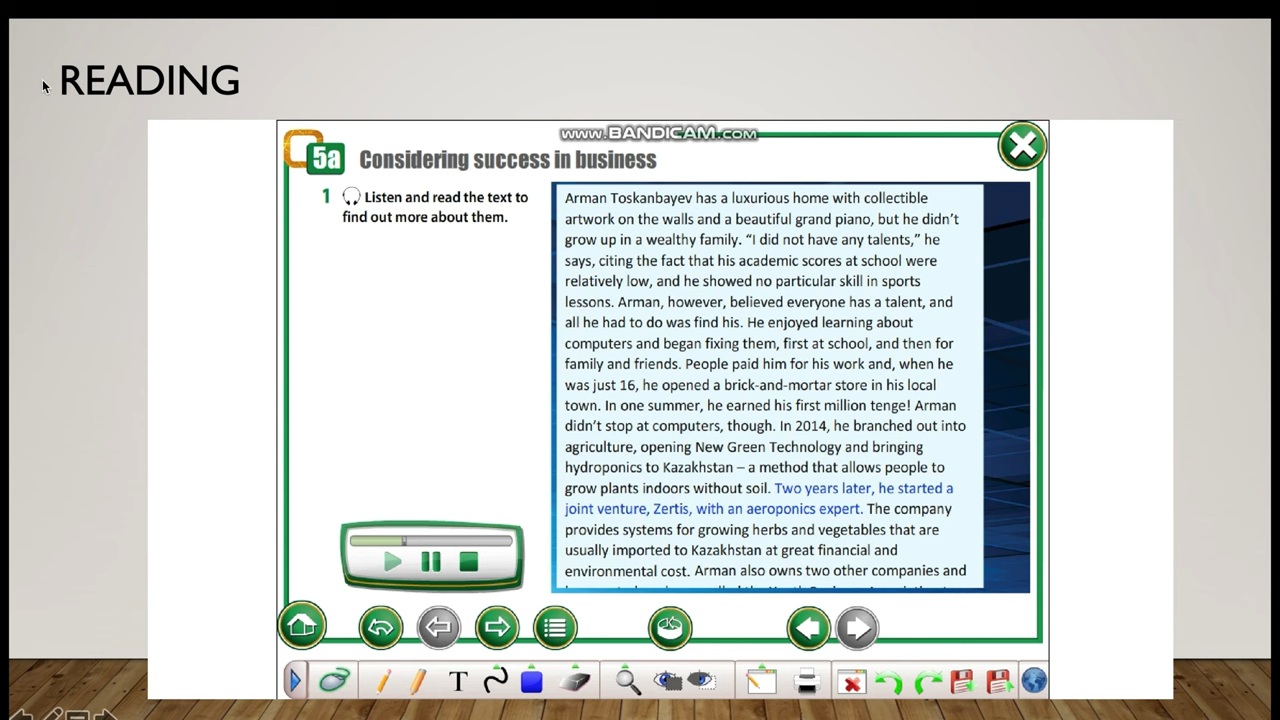 READING
www.BANDICAM.com
5a Considering success in business
1 Listen and read the text to
find out more about them.
Arman Toskanbayev has a luxurious home with collectible
artwork on the walls and a beautiful grand piano, but he didn't
grow up in a wealthy family. “I did not have any talents,” he
says, citing the fact that his academic scores at school were
relatively low, and he showed no particular skill in sports
lessons. Arman, however, believed everyone has a talent, and
all he had to do was find his. He enjoyed learning about
computers and began fixing them, first at school, and then for
family and friends. People paid him for his work and, when he
was just 16, he opened a brick-and-mortar store in his local
town. In one summer, he earned his first million tenge! Arman
didn't stop at computers, though. In 2014, he branched out into
agriculture, opening New Green Technology and bringing
hydroponics to Kazakhstan – a method that allows people to
grow plants indoors without soil. Two years later, he started a
joint venture, Zertis, with an aeroponics expert. The company
provides systems for growing herbs and vegetables that are
usually imported to Kazakhstan at great financial and
environmental cost. Arman also owns two other companies and
T